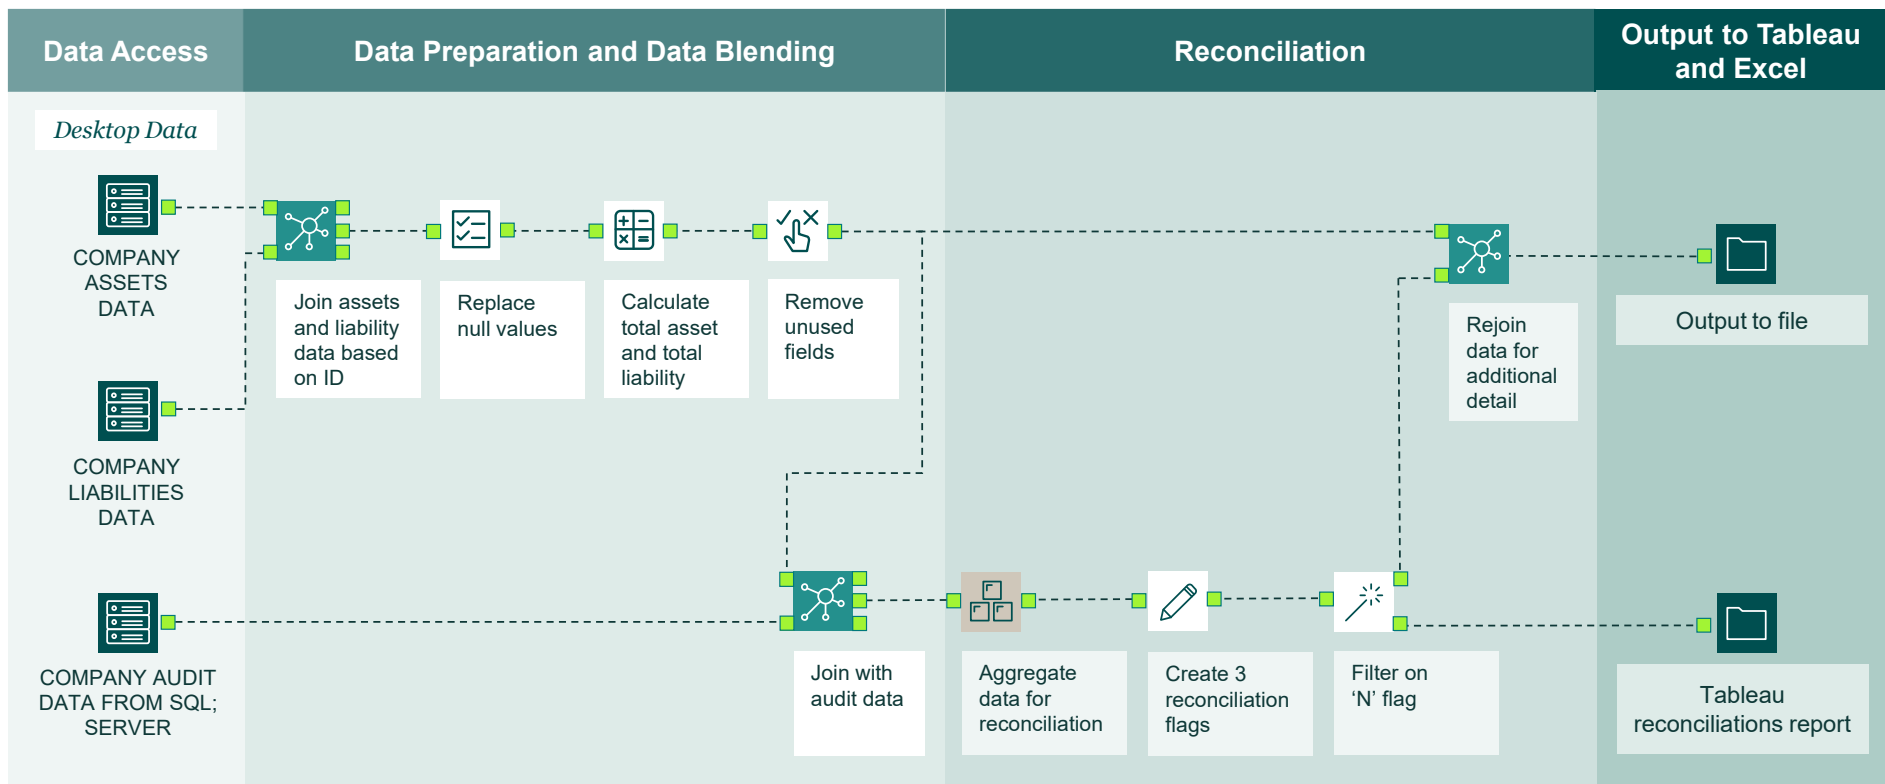 Data Access
Data Preparation and Data Blending
Reconciliation
Output to Tableau
and Excel
Desktop Data
COMPANY
ASSETS
DATA
COMPANY
LIABILITIES
DATA
COMPANY AUDIT
DATA FROM SQL;
SERVER
Join assets
and liability
data based
on ID
Replace
null values
Calculate
total asset
and total
liability
Remove
unused
fields
Join with
audit data
Aggregate
data for
reconciliation
Create 3
reconciliation
flags
Filter on
‘N’ flag
Rejoin
data for
additional
detail
Output to file
Tableau
reconciliations report